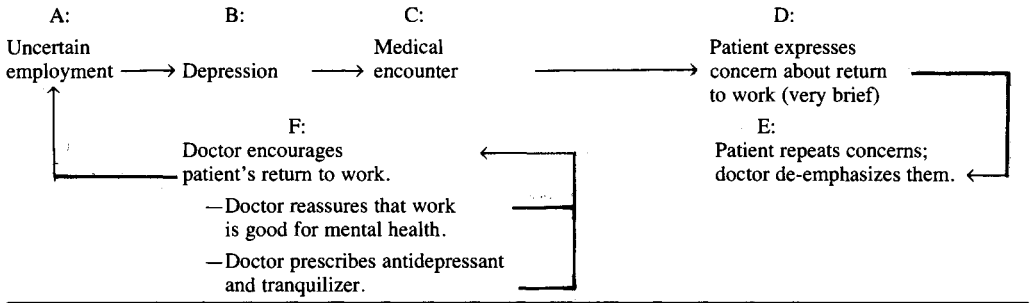 A:
B:
C:
D:
Uncertain
employment
Depression
Medical
encounter
Patient expresses
concern about return
to work (very brief)
E:
Patient repeats concerns;
doctor de-emphasizes them.
F:
Doctor encourages
patient's return to work.
—Doctor reassures that work
is good for mental health.
—Doctor prescribes antidepressant
and tranquilizer.